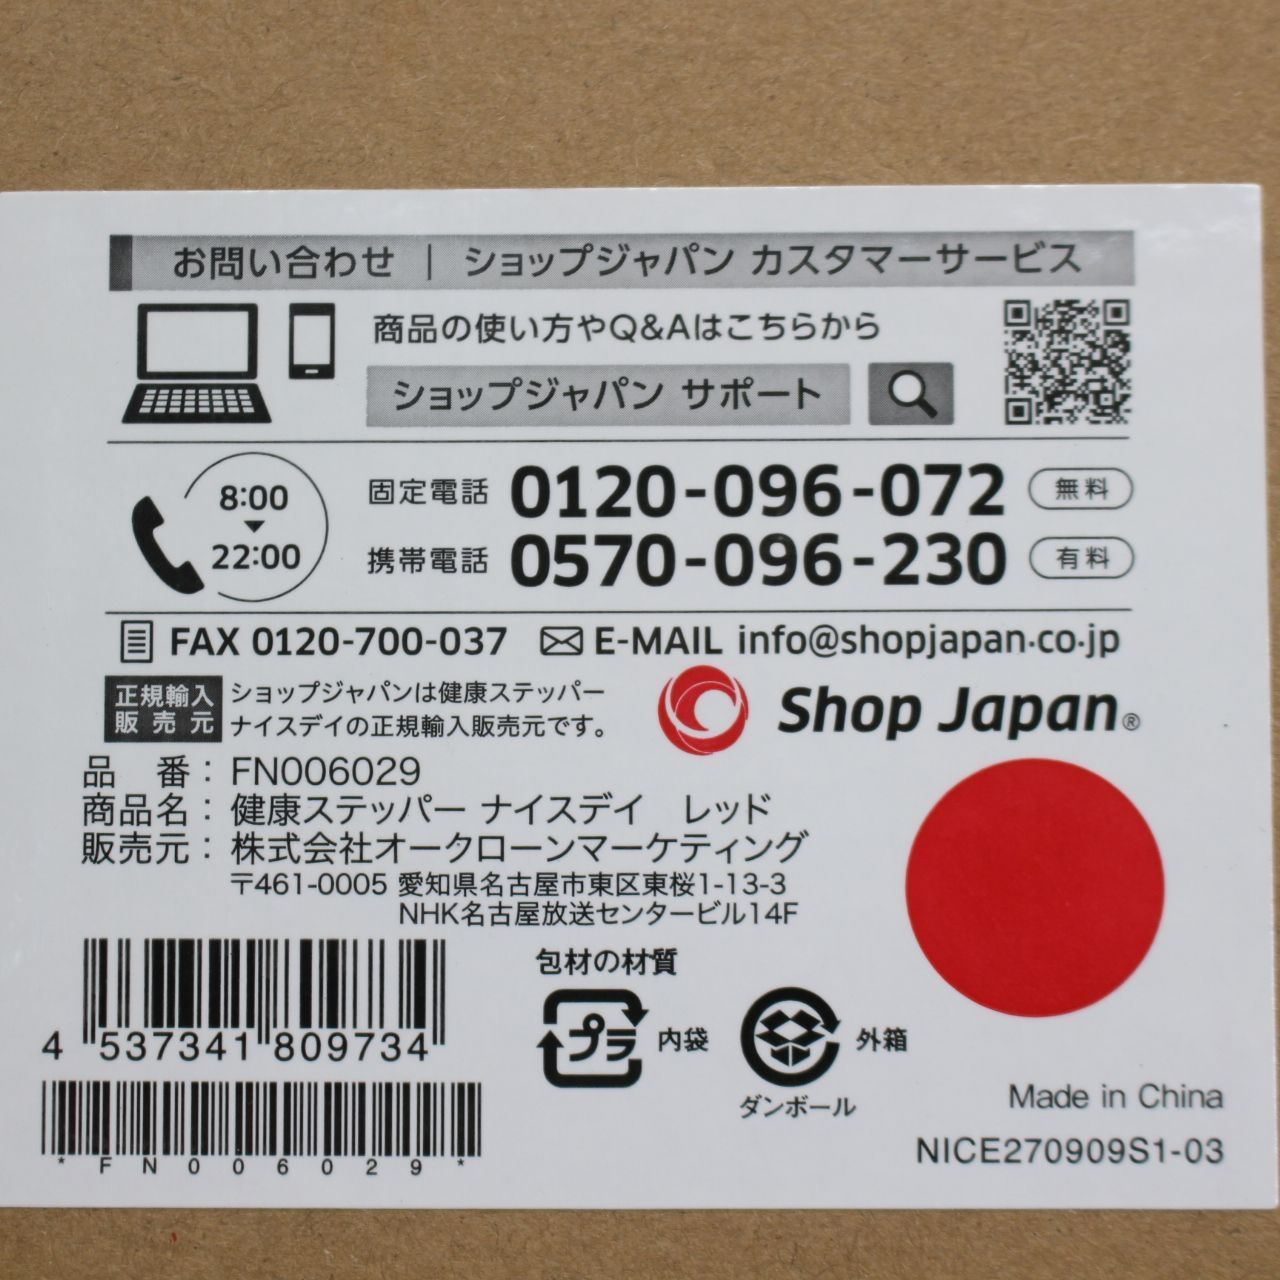 お問い合わせ｜ショップジャパン カスタマーサービス
商品の使い方やQ&Aはこちらから
ショップジャパン サポート
8:00
22:00
固定電話 0120-096-072 無料
携帯電話 0570-096-230 有料
FAX 0120-700-037 E-MAIL info@shopjapan.co.jp
正規輸入
販売元
ショップジャパンは健康ステッパー
ナイスデイの正規輸入販売元です。
Shop Japan®
品　番：FN006029
商品名：健康ステッパー ナイスデイ　レッド
販売元：株式会社オークローンマーケティング
〒461-0005 愛知県名古屋市東区東桜1-13-3
NHK名古屋放送センタービル14F
4 537341 809734
*FN006029*
包材の材質
プラ 内袋
外箱
ダンボール
Made in China
NICE270909S1-03